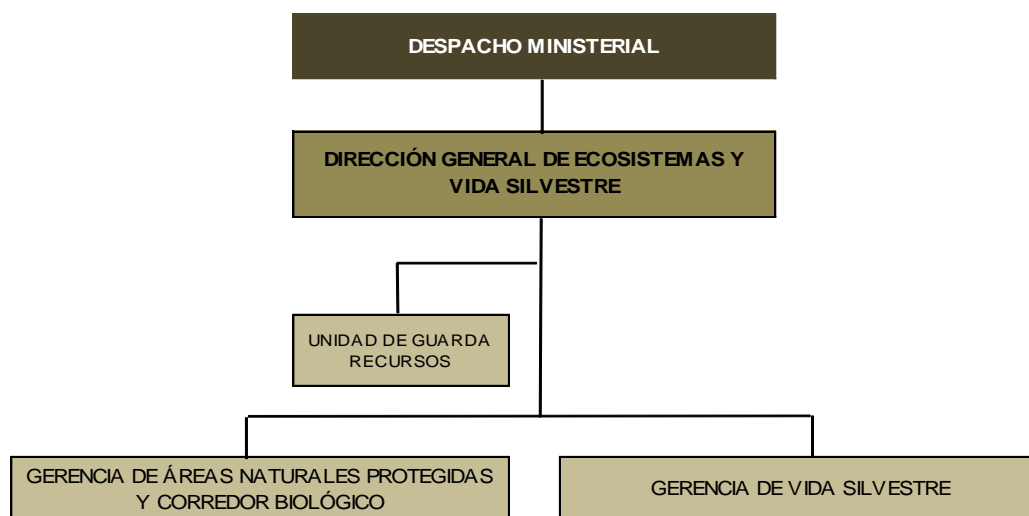 DESPACHO MINISTERIAL
DIRECCIÓN GENERAL DE ECOSISTEMAS Y
VIDA SILVESTRE
UNIDAD DE GUARDA
RECURSOS
GERENCIA DE ÁREAS NATURALES PROTEGIDAS
Y CORREDOR BIOLÓGICO
GERENCIA DE VIDA SILVESTRE